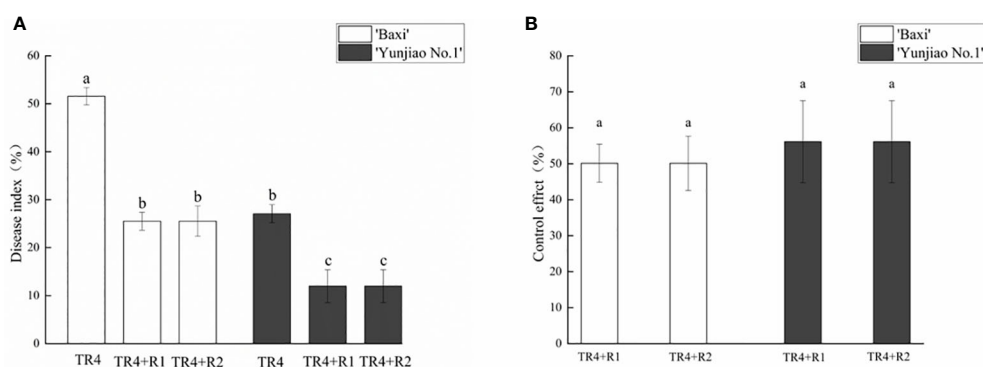 A
'Baxi'
'Yunjiao No.1'
Disease index（%）
60
50
40
30
20
10
0
a
b
b
b
c
c
TR4
TR4+R1
TR4+R2
TR4
TR4+R1
TR4+R2
B
'Baxi'
'Yunjiao No.1'
Control effrct（%）
80
70
60
50
40
30
20
10
0
a
a
a
a
TR4+R1
TR4+R2
TR4+R1
TR4+R2